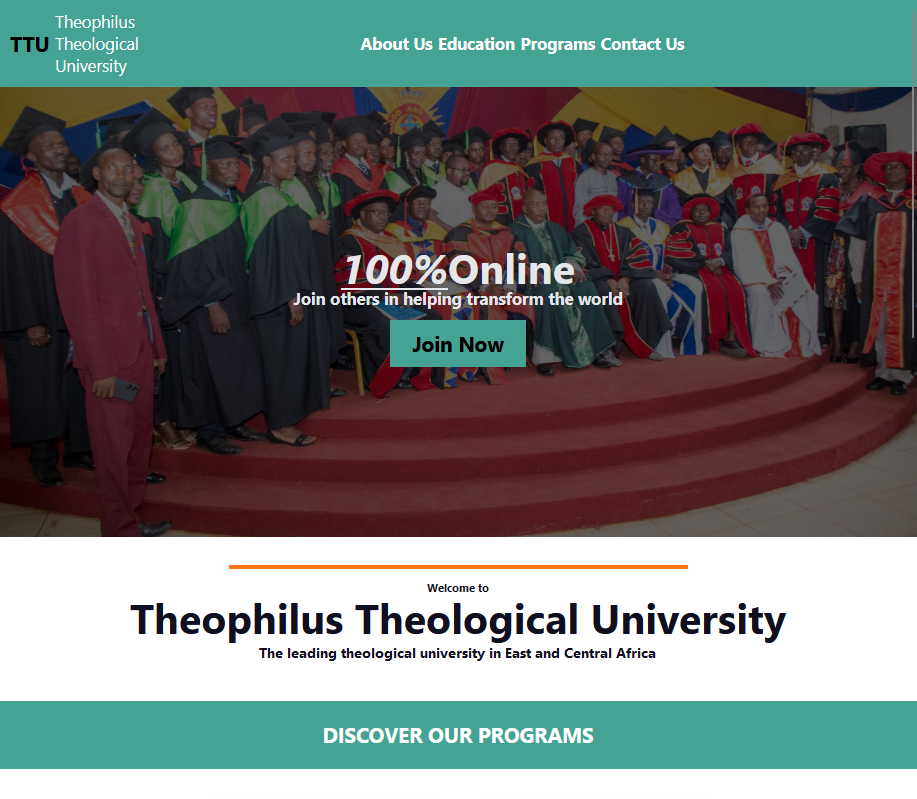 TTU
Theophilus
Theological
University
About Us Education Programs Contact Us
100%Online
Join others in helping transform the world
Join Now
Welcome to
Theophilus Theological University
The leading theological university in East and Central Africa
DISCOVER OUR PROGRAMS